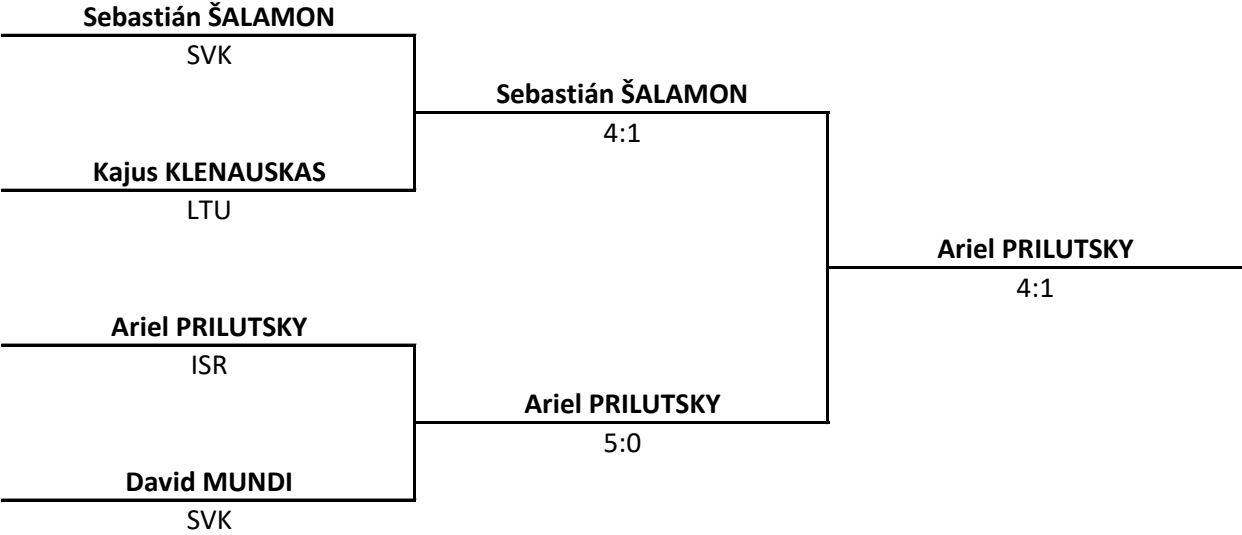 Sebastián ŠALAMON
SVK
Sebastián ŠALAMON
4:1
Kajus KLENAUSKAS
LTU
Ariel PRILUTSKY
4:1
Ariel PRILUTSKY
ISR
Ariel PRILUTSKY
5:0
David MUNDI
SVK